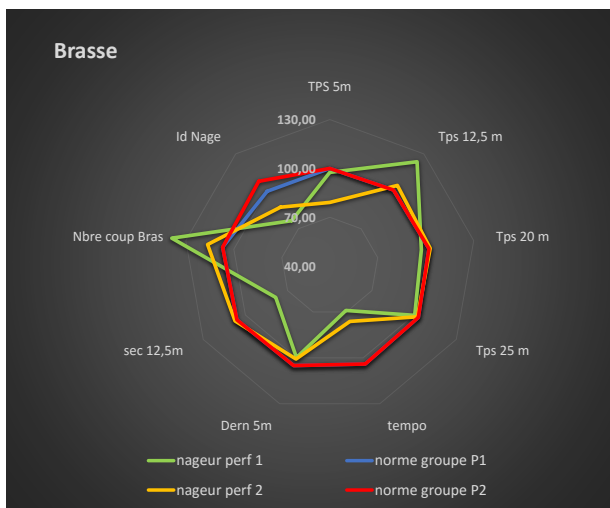 Brasse
TPS 5m
130,00
Id Nage
Tps 12,5 m
100,00
70,00
Nbre coup Bras
Tps 20 m
40,00
sec 12,5m
Tps 25 m
Dern 5m
tempo
nageur perf 1
norme groupe P1
nageur perf 2
norme groupe P2